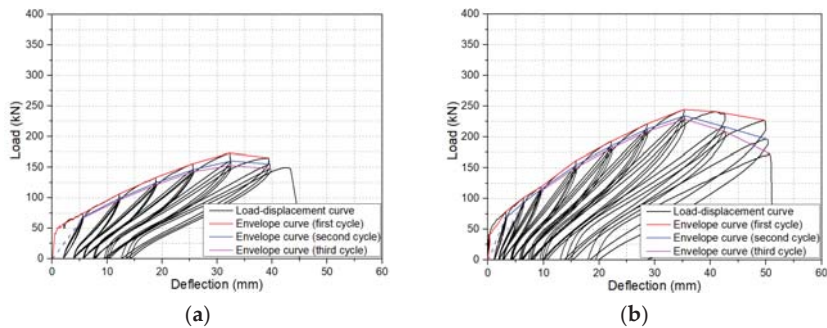 400
350
300
250
200
150
100
50
0
Load (kN)
Load-displacement curve
Envelope curve (first cycle)
Envelope curve (second cycle)
Envelope curve (third cycle)
0 10 20 30 40 50 60
Deflection (mm)
(a)
400
350
300
250
200
150
100
50
0
Load (kN)
Load-displacement curve
Envelope curve (first cycle)
Envelope curve (second cycle)
Envelope curve (third cycle)
0 10 20 30 40 50 60
Deflection (mm)
(b)